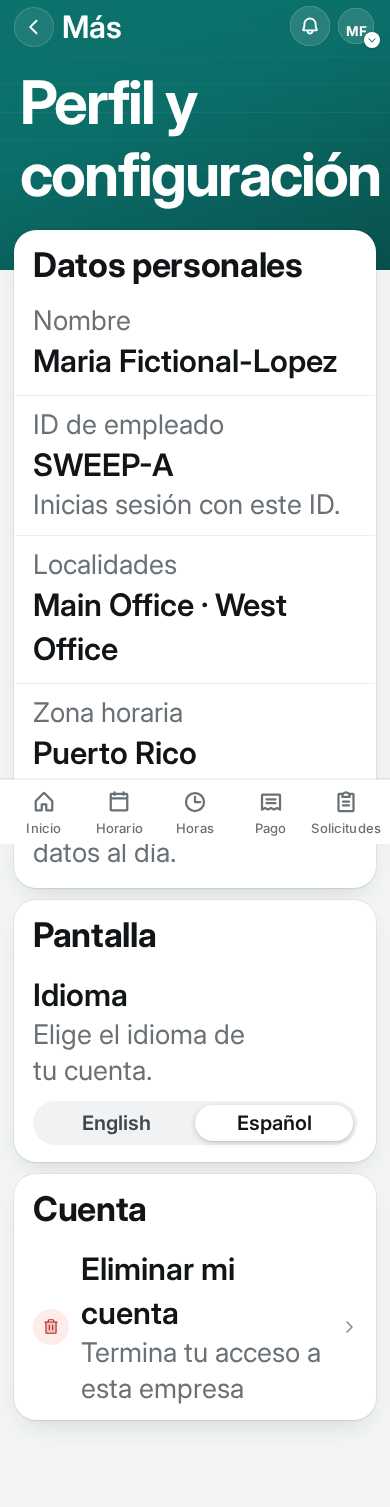 Más
MF
Perfil y
configuración
Datos personales
Nombre
Maria Fictional-Lopez
ID de empleado
SWEEP-A
Inicias sesión con este ID.
Localidades
Main Office · West
Office
Zona horaria
Puerto Rico
Inicio
Horario
Horas
Pago
Solicitudes
datos al día.
Pantalla
Idioma
Elige el idioma de
tu cuenta.
English
Español
Cuenta
Eliminar mi
cuenta
Termina tu acceso a
esta empresa